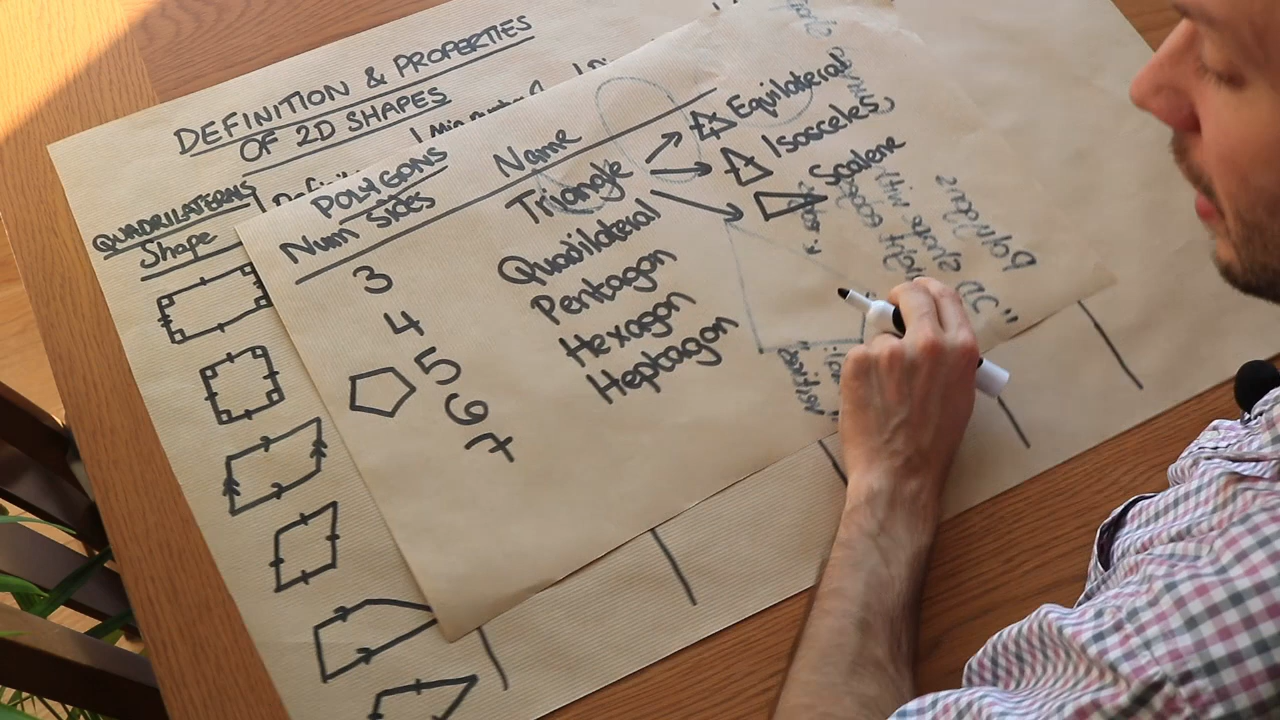 DEFINITION & PROPERTIES
OF 2D SHAPES
QUADRILATERALS
Shape
POLYGONS
Num Sides Name
3 Triangle
Equilateral
Isosceles
Scalene
4 Quadilateral
5 Pentagon
6 Hexagon
7 Heptagon